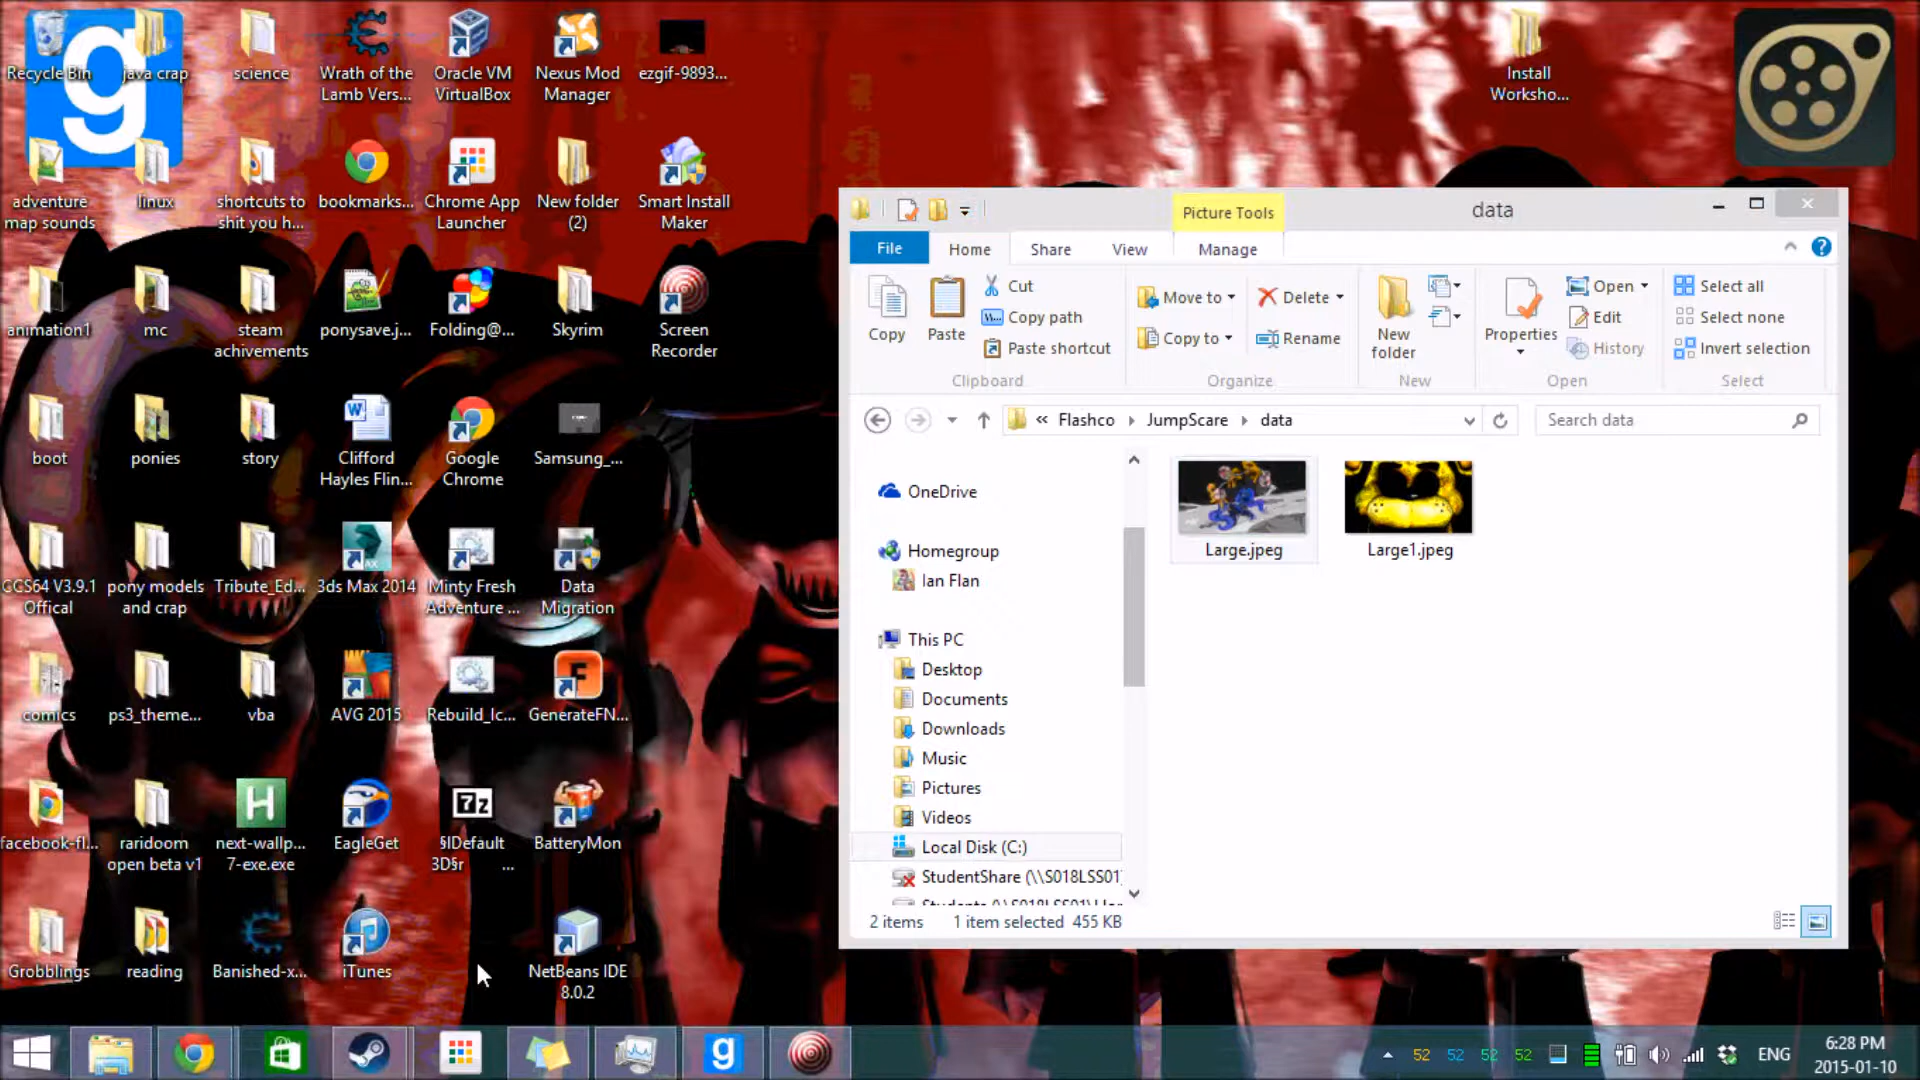 Recycle Bin
java crap
science
Wrath of the
Lamb Vers...
Oracle VM
VirtualBox
Nexus Mod
Manager
ezgif-9893...
Install
Worksho...
adventure
map sounds
linux
shortcuts to
shit you h...
bookmarks...
Chrome App
Launcher
New folder
(2)
Smart Install
Maker
animation1
mc
steam
achivements
ponysave.j...
Folding@...
Skyrim
Screen
Recorder
boot
ponies
story
Clifford
Hayles Flin...
Google
Chrome
Samsung_...
CCS64 V3.9.1
Offical
pony models
and crap
Tribute_Ed...
3ds Max 2014
Minty Fresh
Adventure ...
Data
Migration
comics
ps3_theme...
vba
AVG 2015
Rebuild_Ic...
GenerateFN...
facebook-fl...
raridoom
open beta v1
next-wallp...
7-exe.exe
EagleGet
§lDefault
3D§r ...
BatteryMon
Grobblings
reading
Banished-x...
iTunes
NetBeans IDE
8.0.2
Picture Tools
data
File
Home
Share
View
Manage
Copy
Paste
Cut
Copy path
Paste shortcut
Clipboard
Move to
Copy to
Delete
Rename
Organize
New
folder
New
Properties
Open
Edit
History
Open
Select all
Select none
Invert selection
Select
« Flashco
JumpScare
data
Search data
OneDrive
Homegroup
Ian Flan
This PC
Desktop
Documents
Downloads
Music
Pictures
Videos
Local Disk (C:)
StudentShare (\\S018LSS01)
Large.jpeg
Large1.jpeg
2 items
1 item selected 455 KB
52
52
52
52
ENG
6:28 PM
2015-01-10